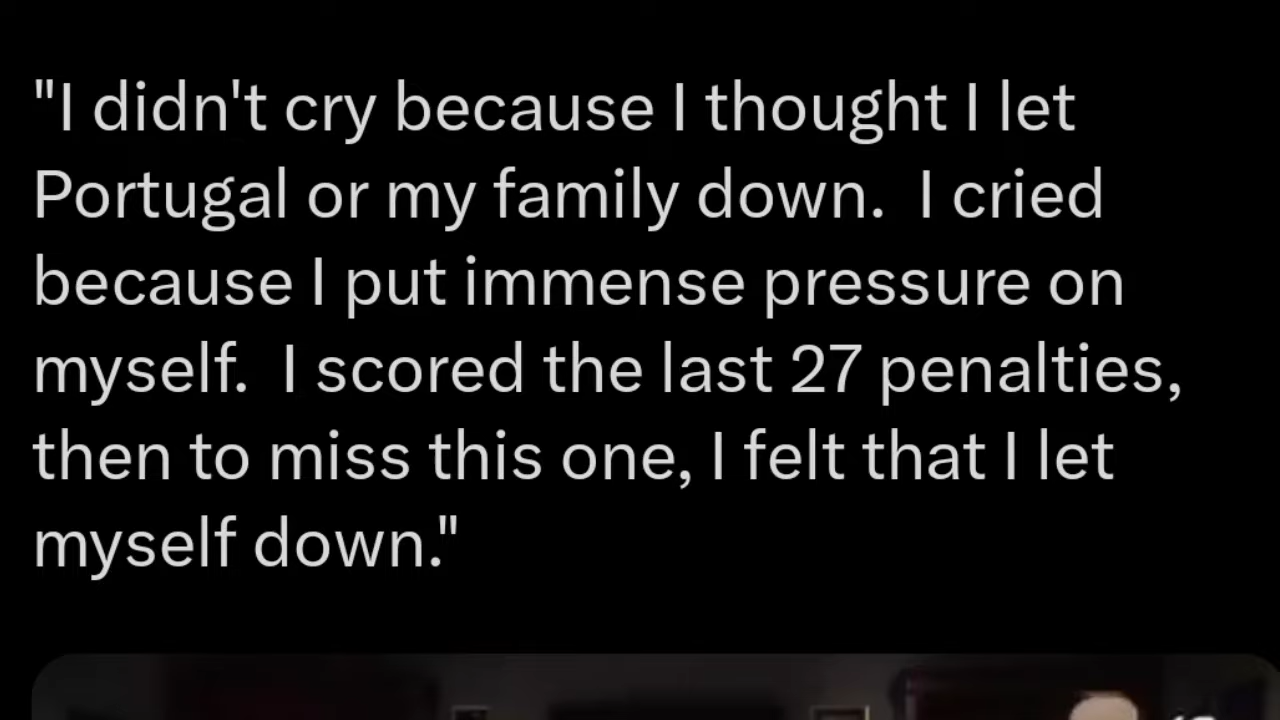 "I didn't cry because I thought I let
Portugal or my family down.  I cried
because I put immense pressure on
myself.  I scored the last 27 penalties,
then to miss this one, I felt that I let
myself down."